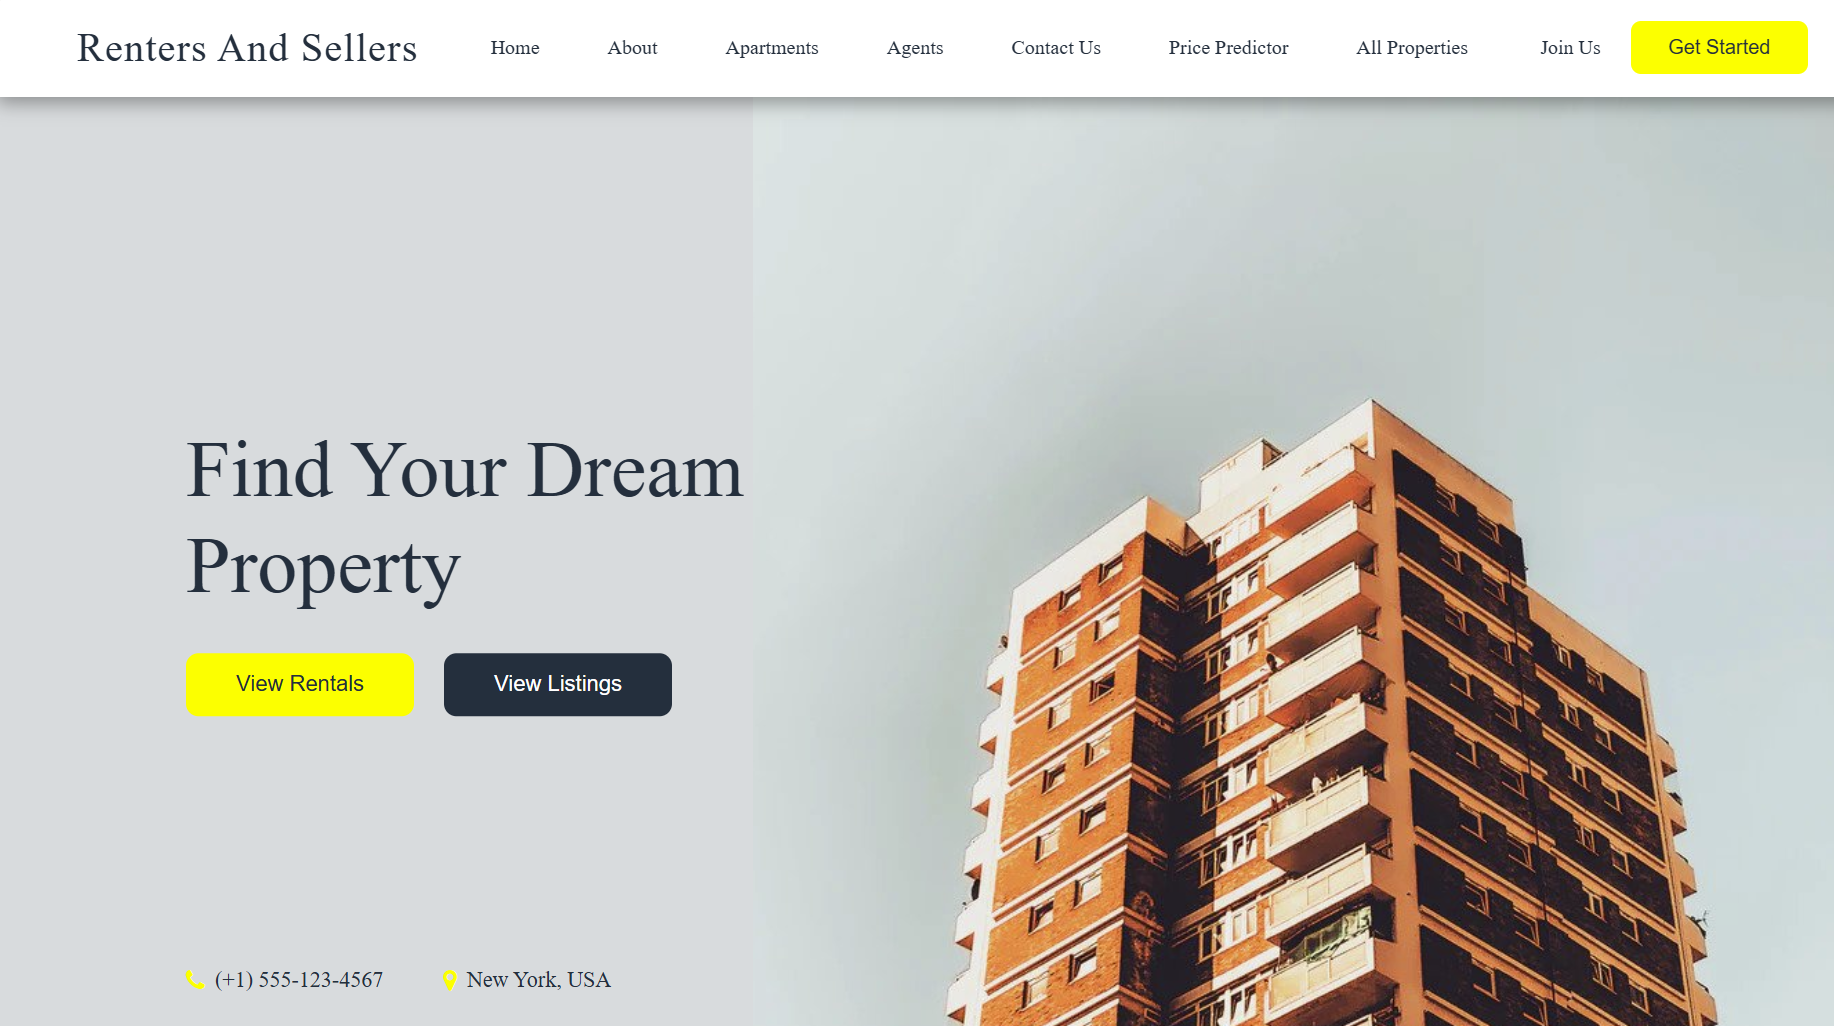 Renters And Sellers
Home
About
Apartments
Agents
Contact Us
Price Predictor
All Properties
Join Us
Get Started
Find Your Dream
Property
View Rentals
View Listings
(+1) 555-123-4567
New York, USA